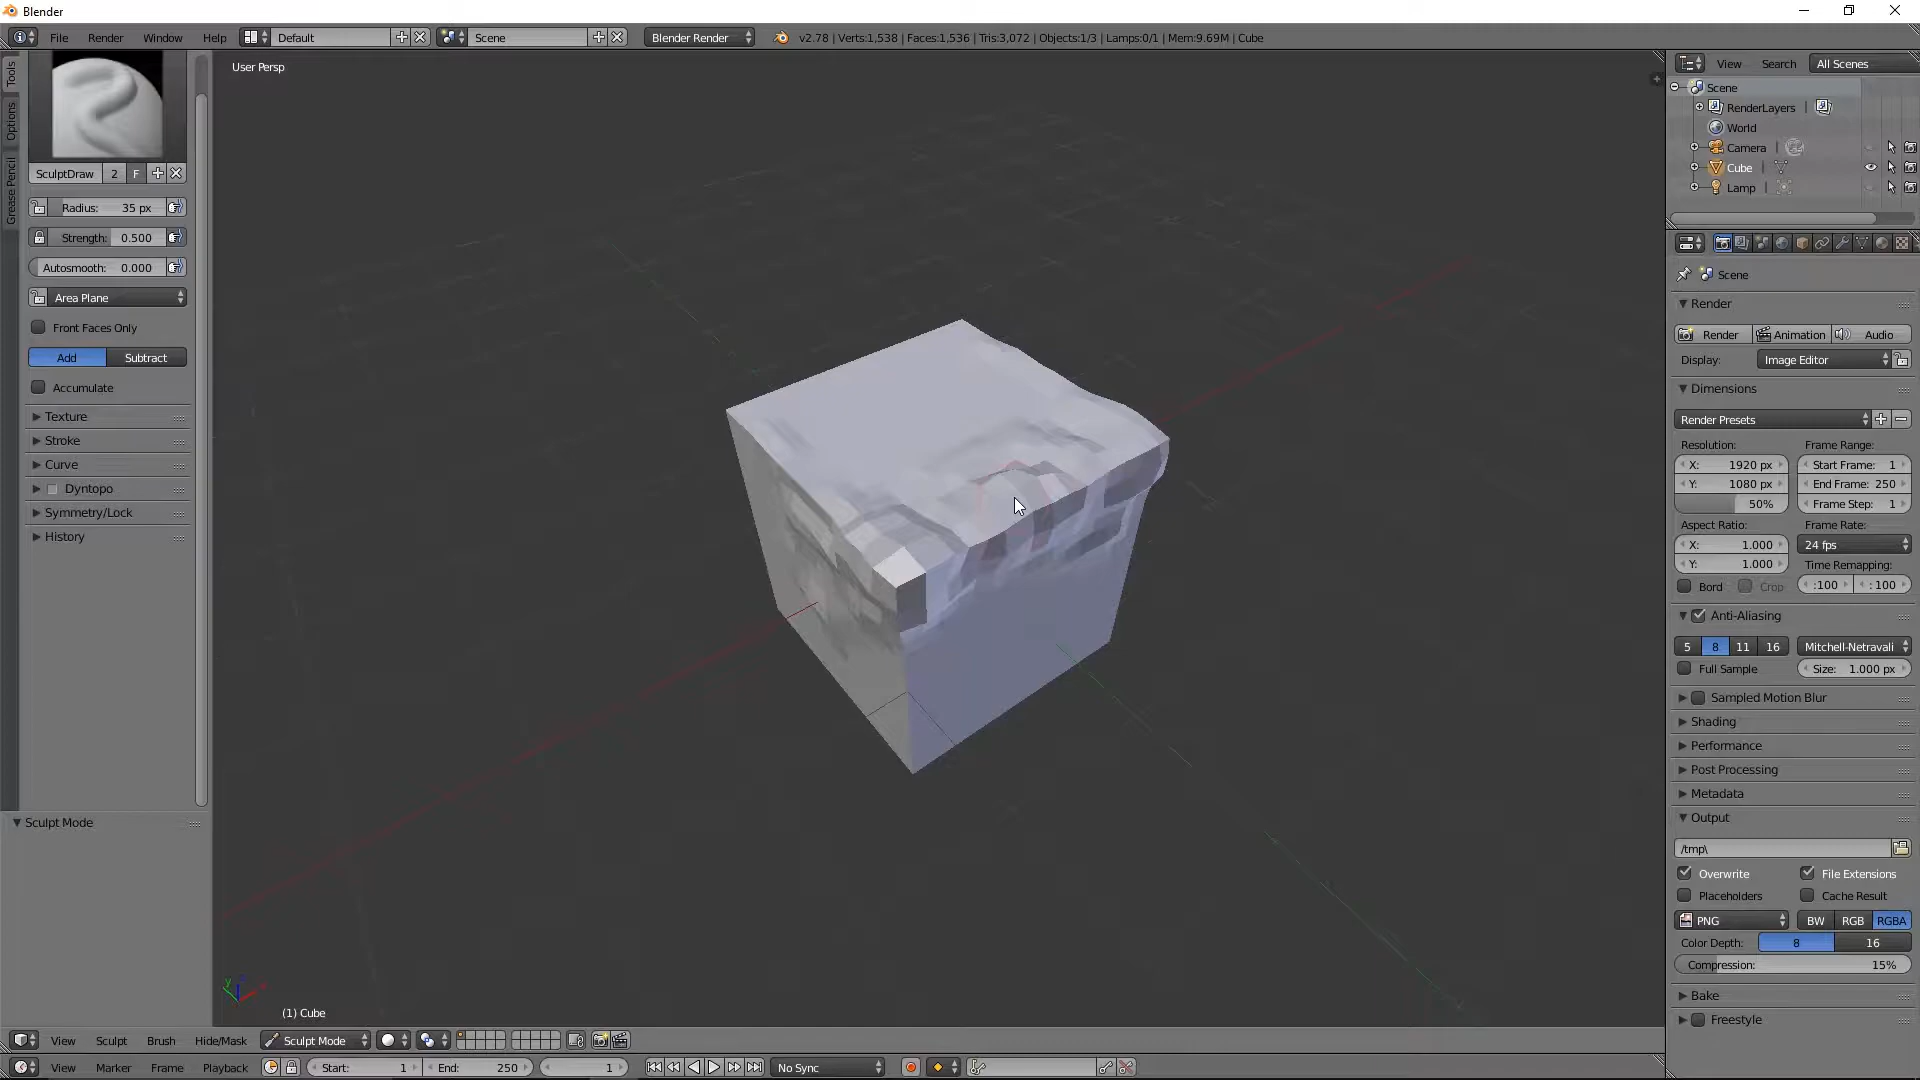 Blender
File Render Window Help Default Scene Blender Render v2.78 | Verts:1,538 | Faces:1,536 | Tris:3,072 | Objects:1/3 | Lamps:0/1 | Mem:9.69M | Cube
Tools
Options
Grease Pencil
SculptDraw 2 F
Radius: 35 px
Strength: 0.500
Autosmooth: 0.000
Area Plane
Front Faces Only
Add Subtract
Accumulate
Texture
Stroke
Curve
Dyntopo
Symmetry/Lock
History
Sculpt Mode
User Persp
(1) Cube
View Search All Scenes
Scene
RenderLayers
World
Camera
Cube
Lamp
Scene
Render
Render Animation Audio
Display: Image Editor
Dimensions
Render Presets
Resolution: Frame Range:
X: 1920 px Start Frame: 1
Y: 1080 px End Frame: 250
50% Frame Step: 1
Aspect Ratio: Frame Rate:
X: 1.000 24 fps
Y: 1.000 Time Remapping:
Bord Crop :100 :100
Anti-Aliasing
5 8 11 16 Mitchell-Netravali
Full Sample Size: 1.000 px
Sampled Motion Blur
Shading
Performance
Post Processing
Metadata
Output
/tmp\
Overwrite File Extensions
Placeholders Cache Result
PNG BW RGB RGBA
Color Depth: 8 16
Compression: 15%
Bake
Freestyle
View Sculpt Brush Hide/Mask Sculpt Mode
View Marker Frame Playback Start: 1 End: 250 1 No Sync